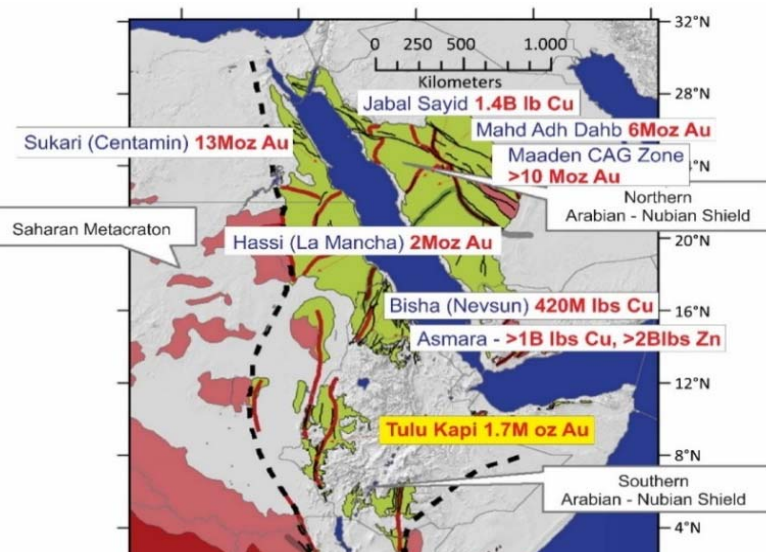 32°N
0 250 500 1.000
Kilometers
28°N
Jabal Sayid 1.4B lb Cu
Mahd Adh Dahb 6Moz Au
Sukari (Centamin) 13Moz Au
Maaden CAG Zone
>10 Moz Au
4°N
Northern
Arabian - Nubian Shield
Saharan Metacraton
Hassi (La Mancha) 2Moz Au
20°N
Bisha (Nevsun) 420M lbs Cu
16°N
Asmara - >1B lbs Cu, >2Blbs Zn
12°N
Tulu Kapi 1.7M oz Au
8°N
Southern
Arabian - Nubian Shield
4°N